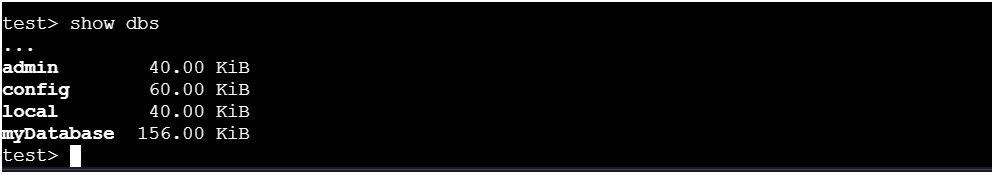 test> show dbs
...
admin        40.00 KiB
config       60.00 KiB
local        40.00 KiB
myDatabase  156.00 KiB
test>